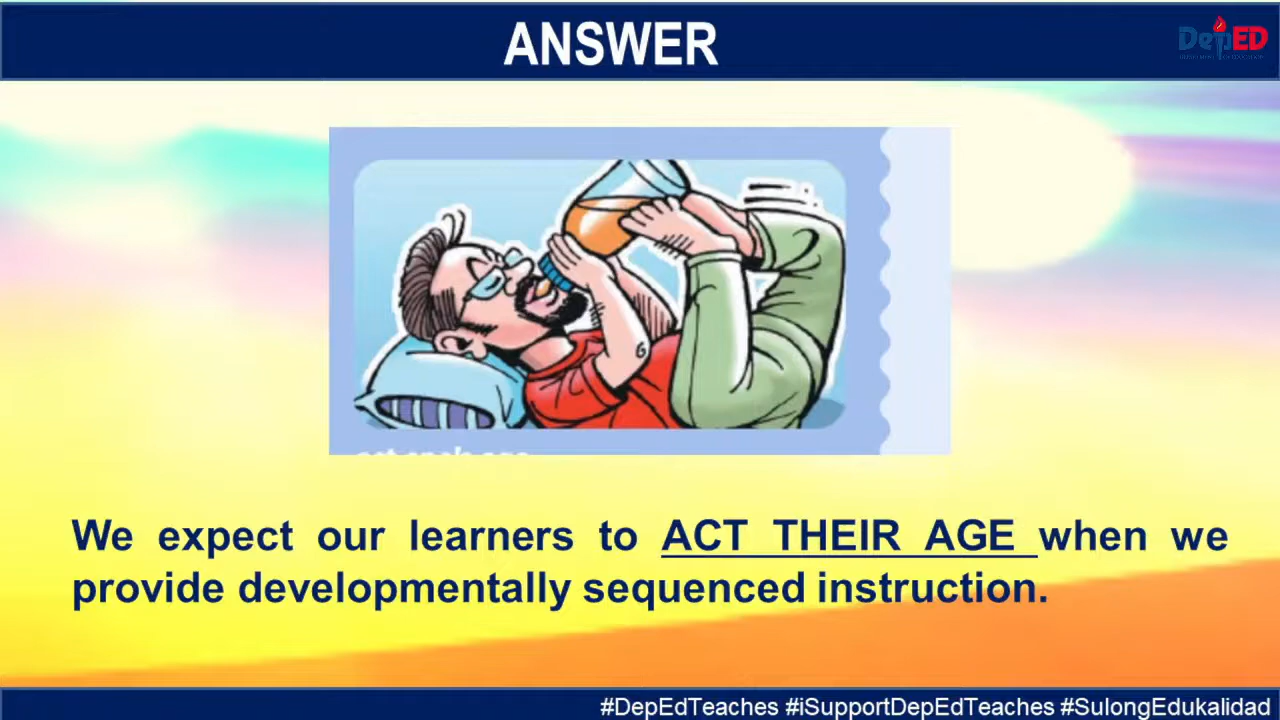 ANSWER
DepED
We expect our learners to ACT THEIR AGE when we
provide developmentally sequenced instruction.
#DepEdTeaches #iSupportDepEdTeaches #SulongEdukalidad